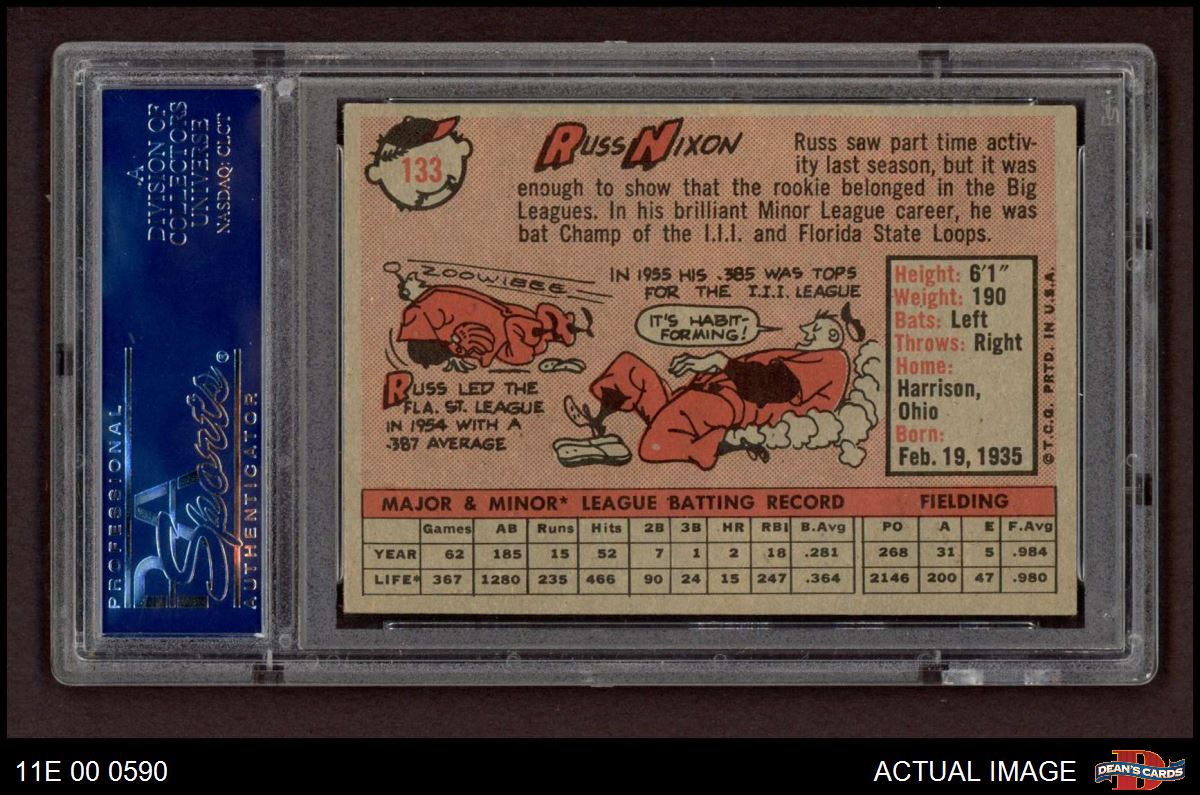 A
DIVISION OF
COLLECTORS
UNIVERSE
NASDAQ: CLCT
PROFESSIONAL
PSA
Sports®
AUTHENTICATOR
133
RUSS NIXON
Russ saw part time activ-
ity last season, but it was
enough to show that the rookie belonged in the Big
Leagues. In his brilliant Minor League career, he was
bat Champ of the I.I.I. and Florida State Loops.
ZOOWIBEE
RUSS LED THE
FLA. ST. LEAGUE
IN 1954 WITH A
.387 AVERAGE
IN 1955 HIS .385 WAS TOPS
FOR THE I.I.I. LEAGUE
IT'S HABIT-
FORMING!
Height: 6'1"
Weight: 190
Bats: Left
Throws: Right
Home:
Harrison,
Ohio
Born:
Feb. 19, 1935
© T.C.G. PRTD. IN U.S.A.
MAJOR & MINOR* LEAGUE BATTING RECORD FIELDING
Games AB Runs Hits 2B 3B HR RBI B.Avg PO A E F.Avg
YEAR 62 185 15 52 7 1 2 18 .281 268 31 5 .984
LIFE* 367 1280 235 466 90 24 15 247 .364 2146 200 47 .980
11E 00 0590
ACTUAL IMAGE
D
DEAN'S CARDS